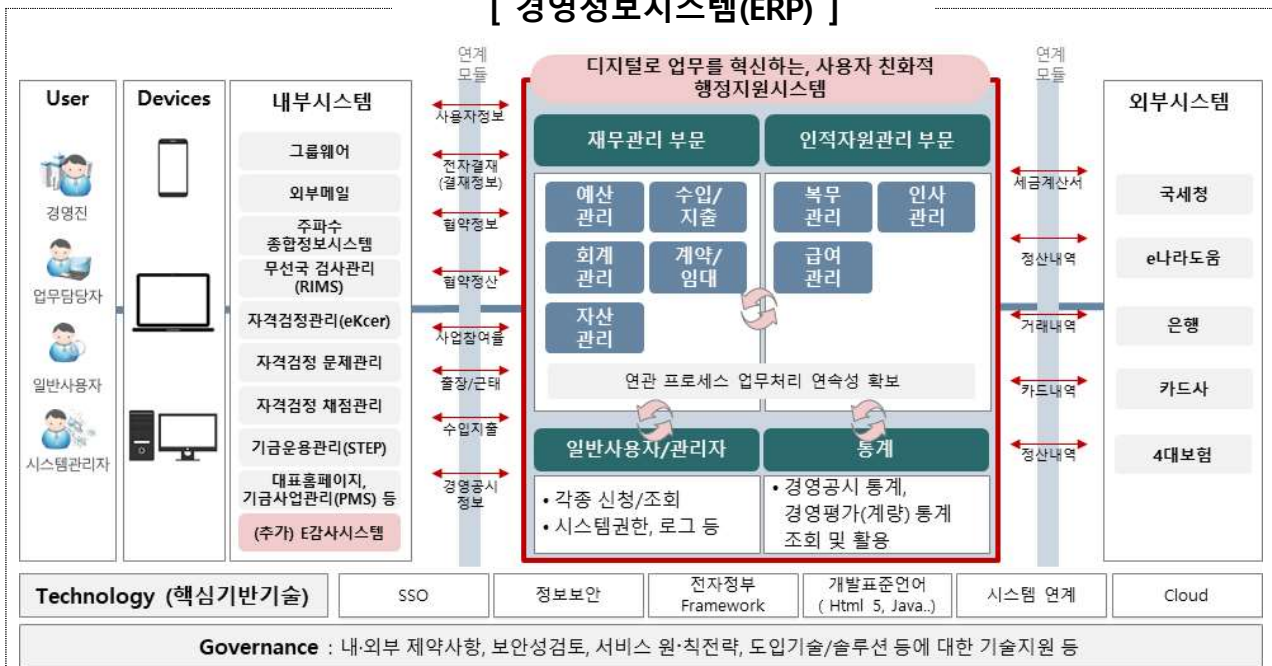 [ 경영정보시스템(ERP) ]
User
경영진
업무담당자
일반사용자
시스템관리자
Devices
내부시스템
그룹웨어
외부메일
주파수
종합정보시스템
무선국 검사관리
(RIMS)
자격검정관리(eKcer)
자격검정 문제관리
자격검정 채점관리
기금운용관리(STEP)
대표홈페이지,
기금사업관리(PMS) 등
(추가) E감사시스템
연계
모듈
사용자정보
전자결재
(결재정보)
협약정보
협약정산
사업참여율
출장/근태
수입지출
경영공시
정보
디지털로 업무를 혁신하는, 사용자 친화적
행정지원시스템
재무관리 부문
인적자원관리 부문
예산
관리
수입/
지출
복무
관리
인사
관리
회계
관리
계약/
임대
급여
관리
자산
관리
연관 프로세스 업무처리 연속성 확보
일반사용자/관리자
• 각종 신청/조회
• 시스템권한, 로그 등
통계
• 경영공시 통계,
경영평가(계량) 통계
조회 및 활용
연계
모듈
세금계산서
정산내역
거래내역
카드내역
정산내역
외부시스템
국세청
e나라도움
은행
카드사
4대보험
Technology (핵심기반기술)
SSO
정보보안
전자정부
Framework
개발표준언어
( Html 5, Java..)
시스템 연계
Cloud
Governance : 내·외부 제약사항, 보안성검토, 서비스 원·칙전략, 도입기술/솔루션 등에 대한 기술지원 등